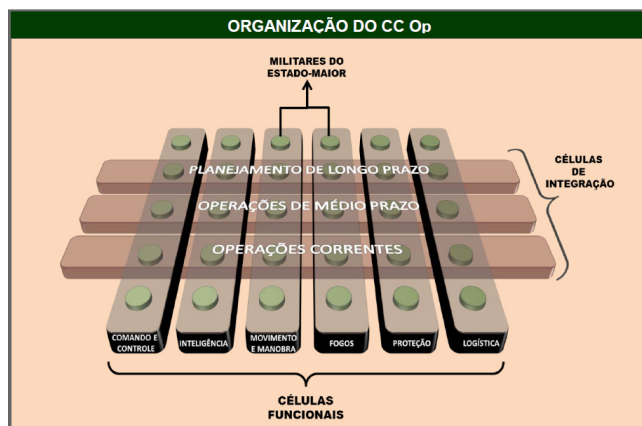 ORGANIZAÇÃO DO CC Op
MILITARES DO
ESTADO-MAIOR
PLANEJAMENTO DE LONGO PRAZO
OPERAÇÕES DE MÉDIO PRAZO
OPERAÇÕES CORRENTES
CÉLULAS
DE
INTEGRAÇÃO
COMANDO E
CONTROLE
INTELIGÊNCIA
MOVIMENTO
E MANOBRA
FOGOS
PROTEÇÃO
LOGÍSTICA
CÉLULAS
FUNCIONAIS